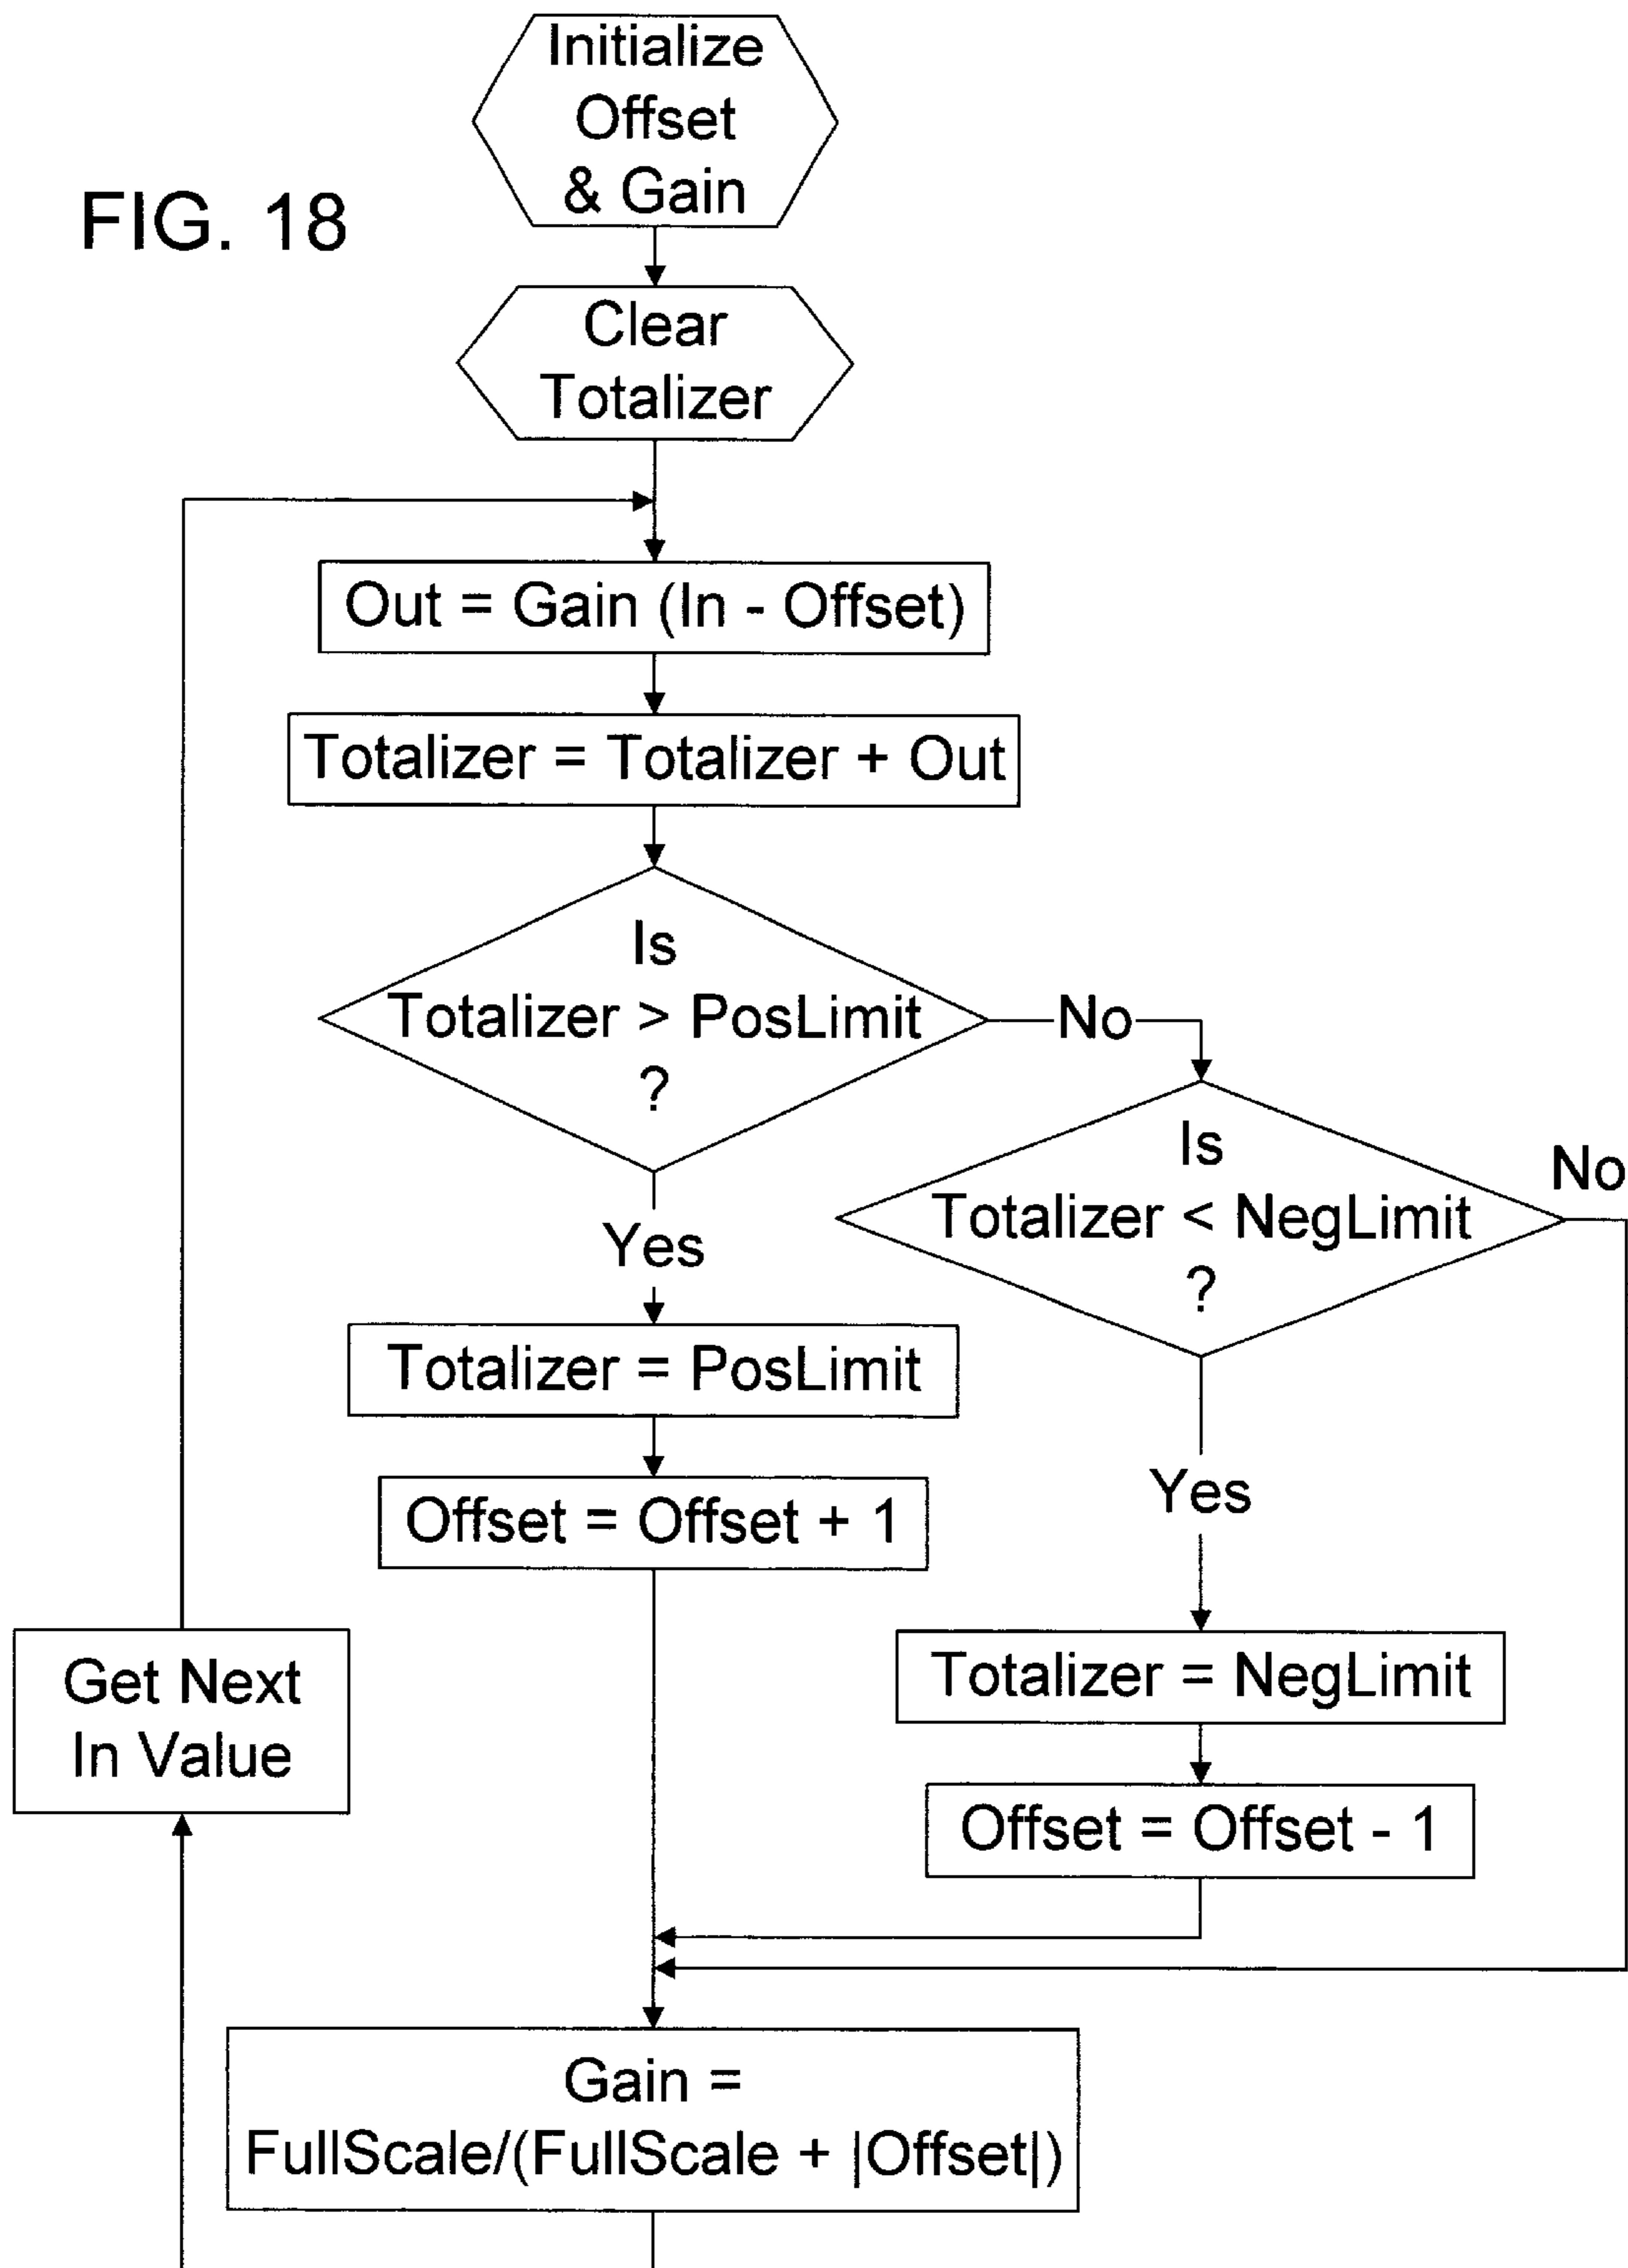 FIG. 18
Initialize
Offset
& Gain
Clear
Totalizer
Out = Gain (In - Offset)
Totalizer = Totalizer + Out
Is
Totalizer > PosLimit
?
No
Is
Totalizer < NegLimit
?
No
Yes
Totalizer = PosLimit
Offset = Offset + 1
Yes
Totalizer = NegLimit
Offset = Offset - 1
Get Next
In Value
Gain =
FullScale/(FullScale + |Offset|)